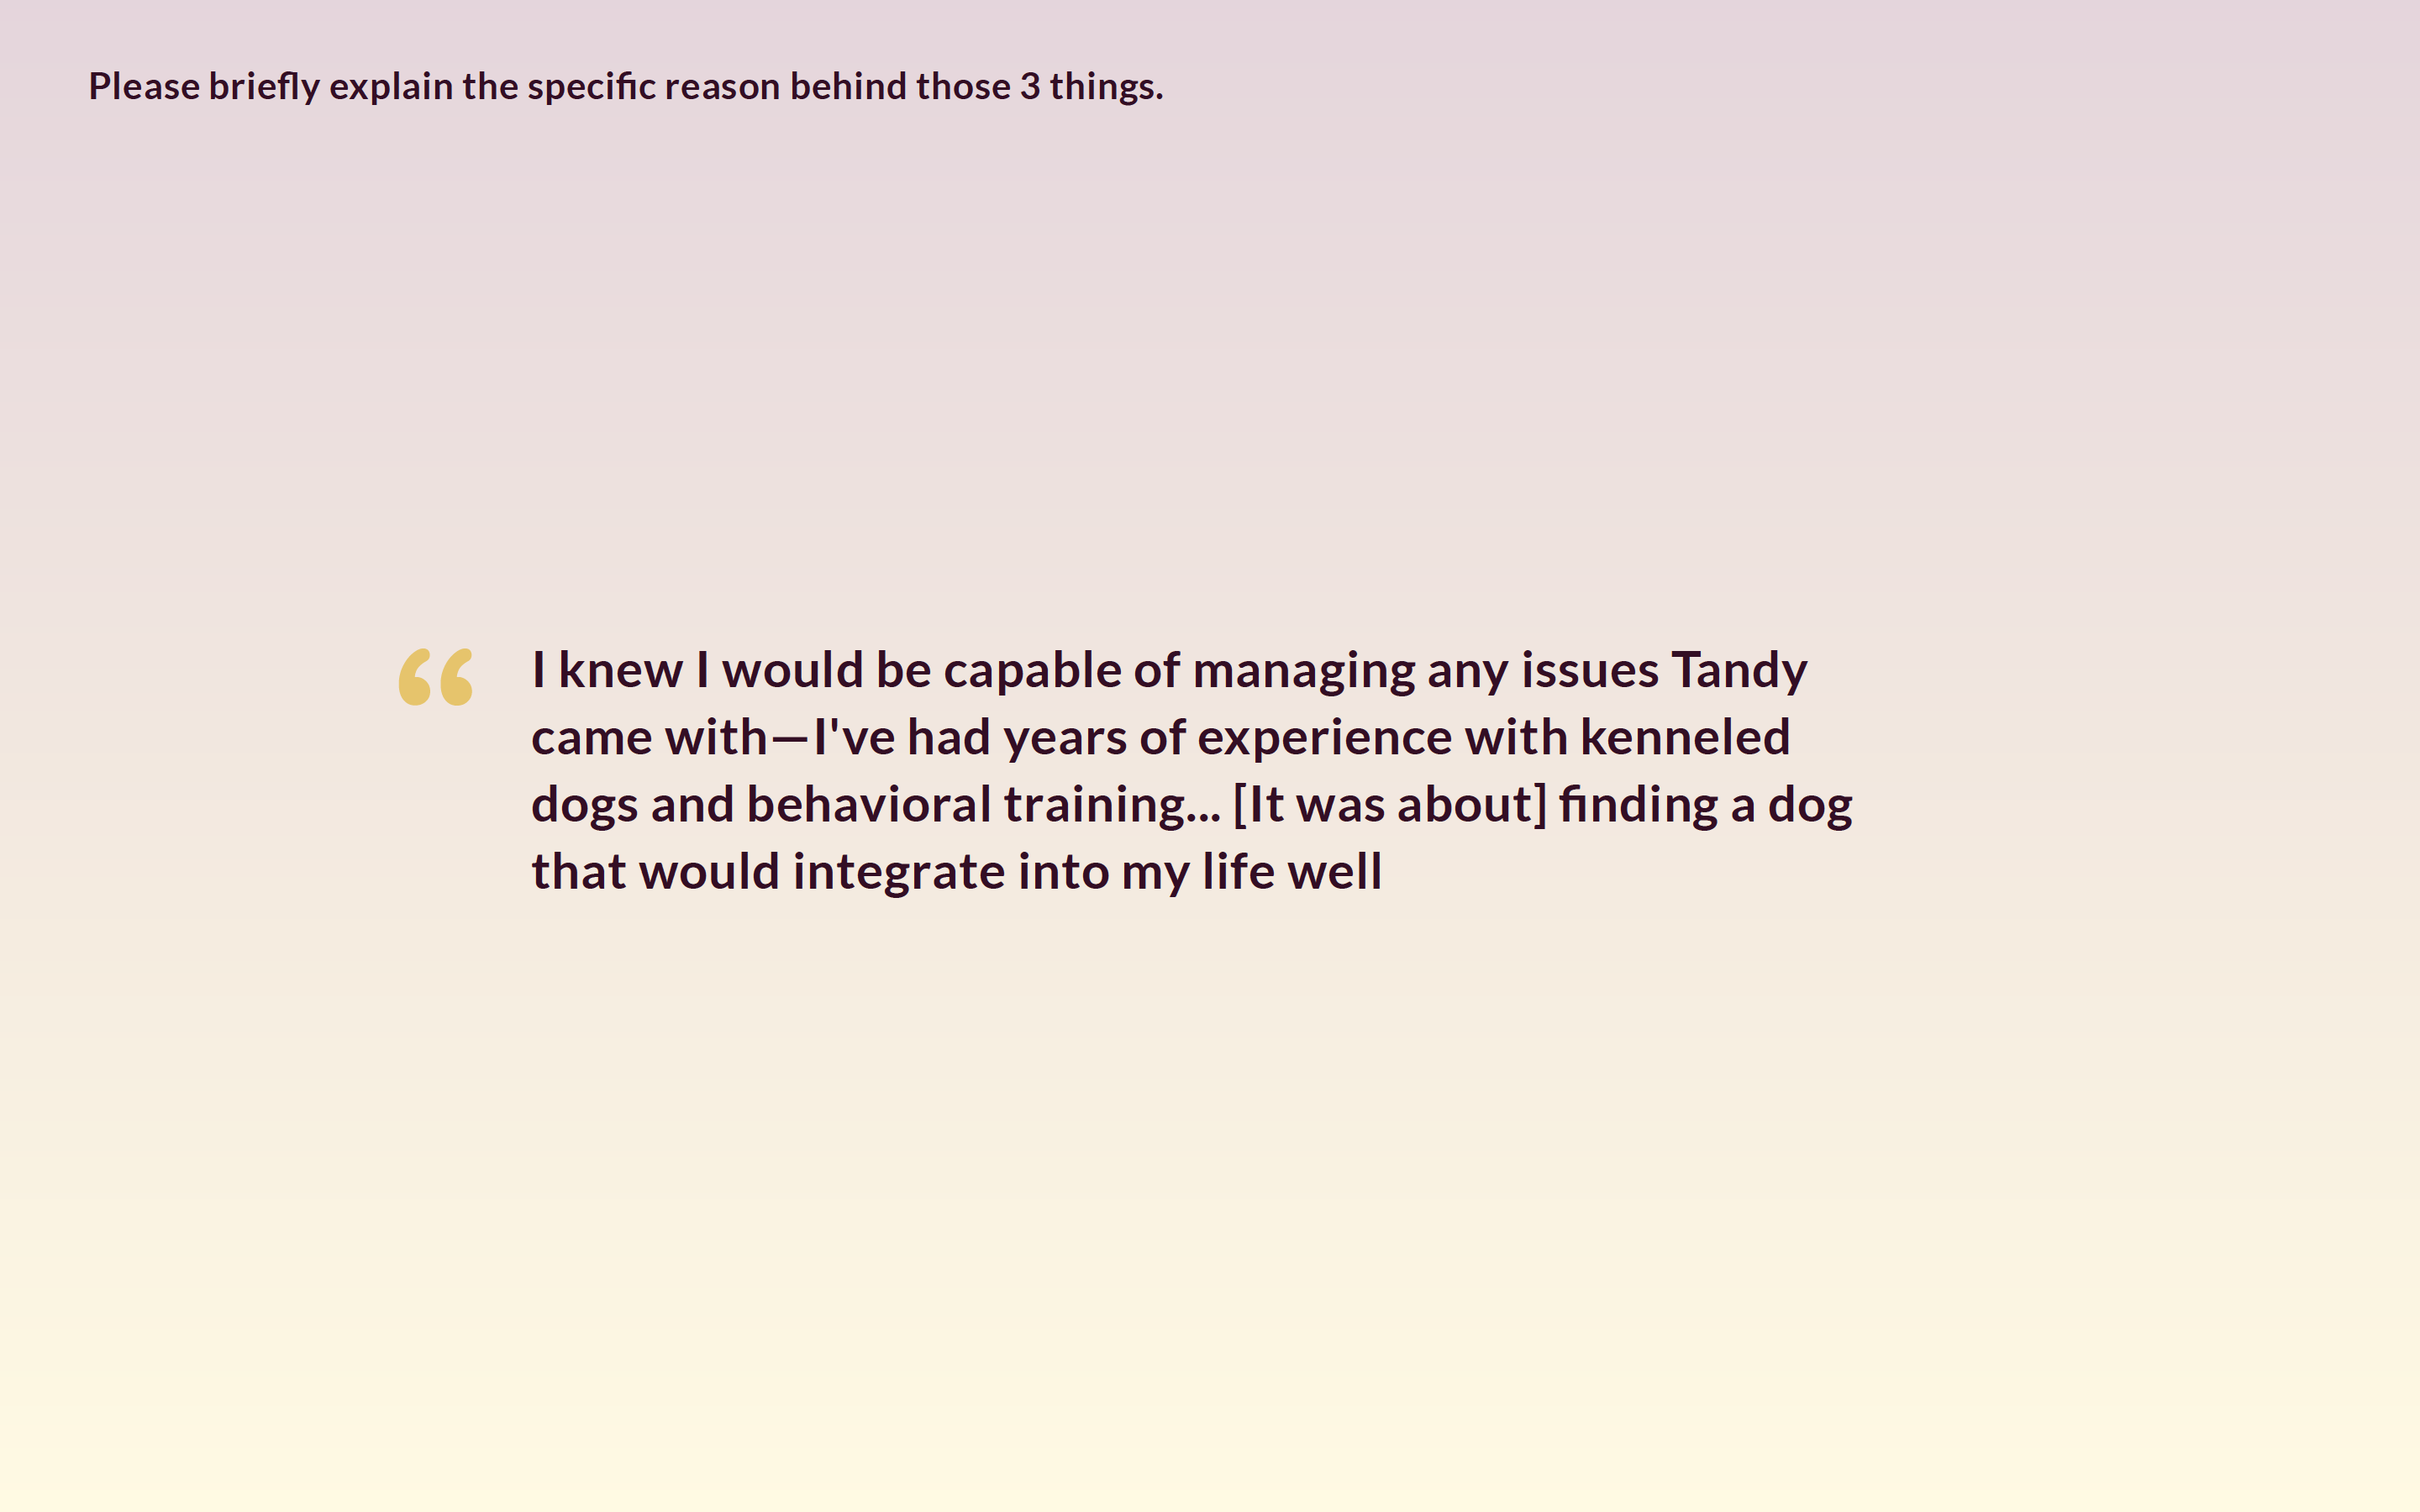 Please briefly explain the specific reason behind those 3 things.
“
I knew I would be capable of managing any issues Tandy
came with—I've had years of experience with kenneled
dogs and behavioral training... [It was about] finding a dog
that would integrate into my life well